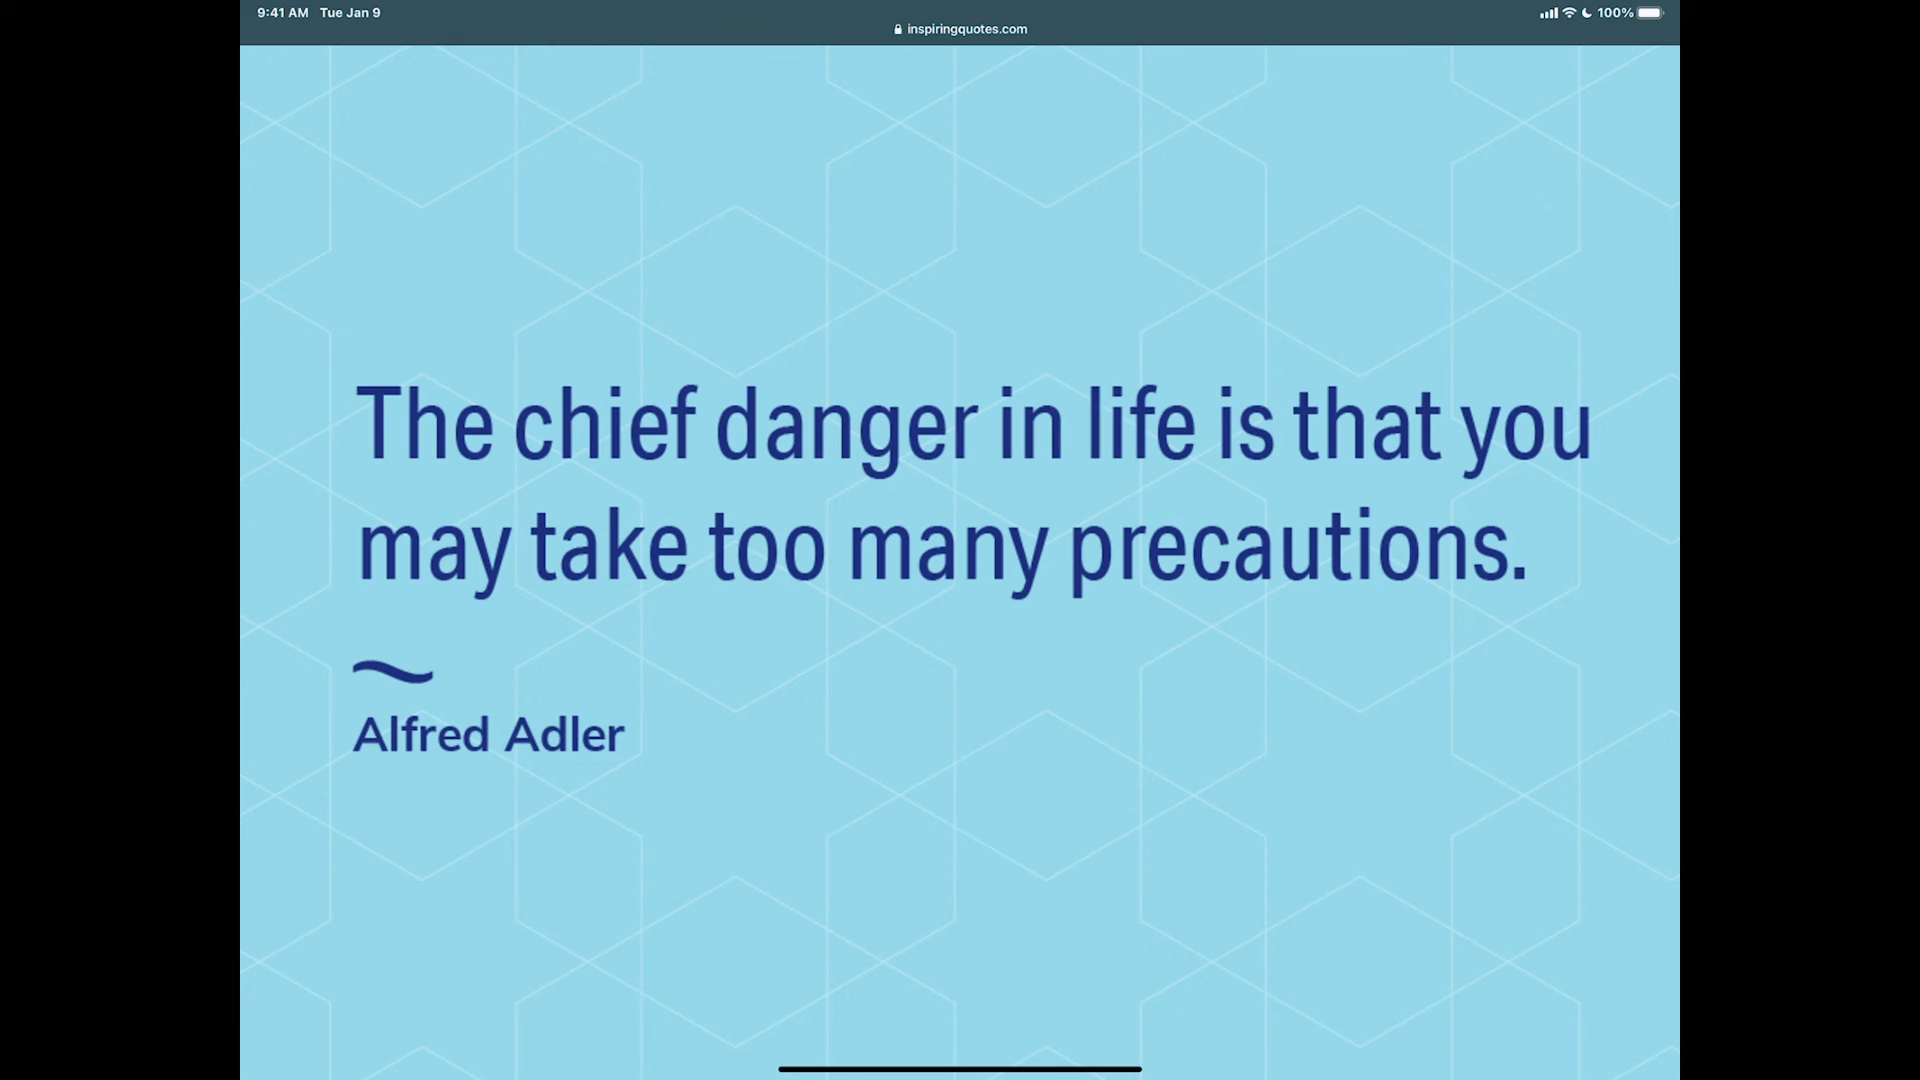 9:41 AM Tue Jan 9
100%
inspiringquotes.com
The chief danger in life is that you
may take too many precautions.
~
Alfred Adler